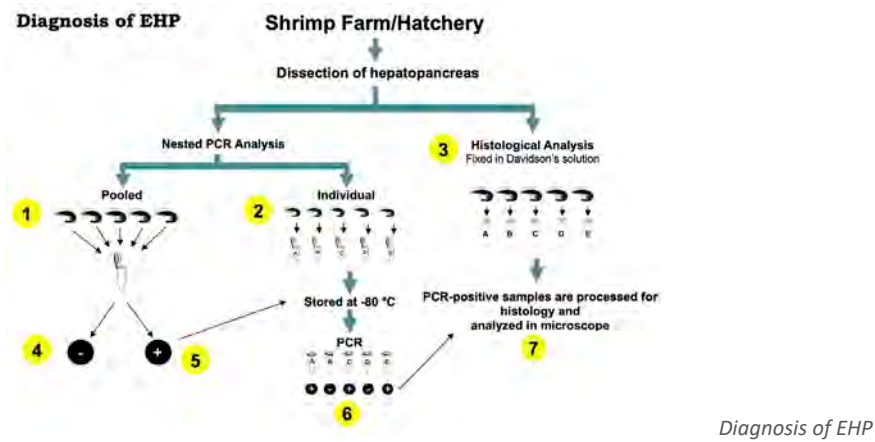 Diagnosis of EHP
Shrimp Farm/Hatchery
Dissection of hepatopancreas
Nested PCR Analysis
3
Histological Analysis
Fixed in Davidson's solution
Pooled
Individual
1
2
A B C D E
Stored at -80 °C
PCR-positive samples are processed for
histology and
analyzed in microscope
7
PCR
A B C D E
4
-
+
5
+ - + - +
6
Diagnosis of EHP